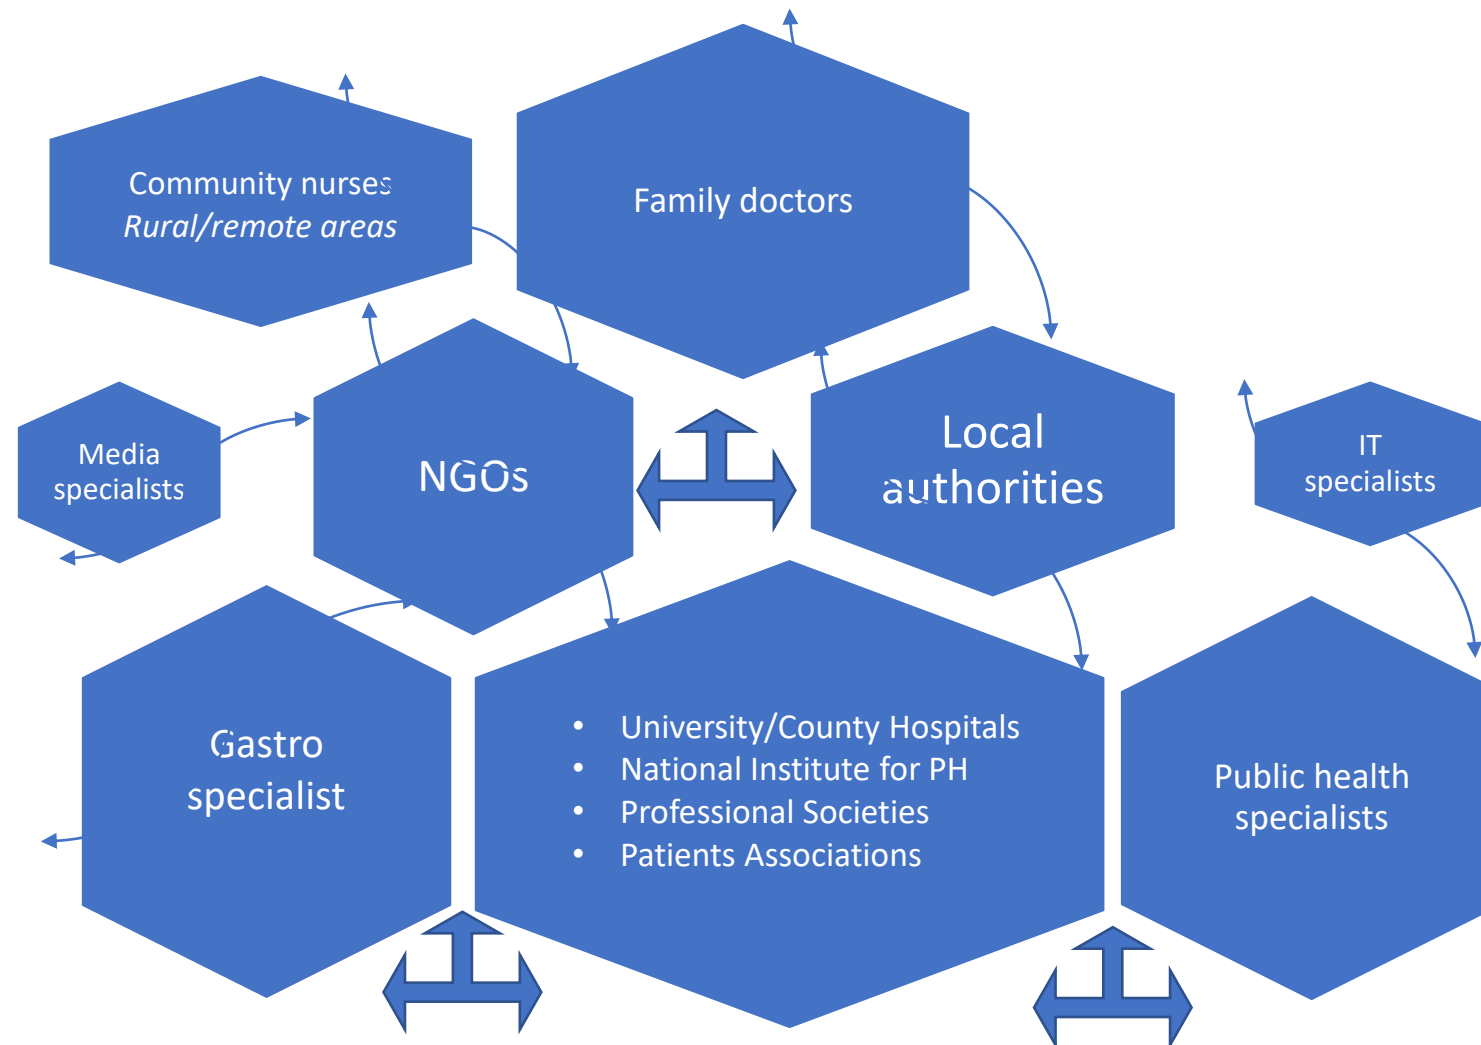 Community nurses
Rural/remote areas
Family doctors
Media
specialists
NGOs
Local
authorities
IT
specialists
Gastro
specialist
• University/County Hospitals
• National Institute for PH
• Professional Societies
• Patients Associations
Public health
specialists